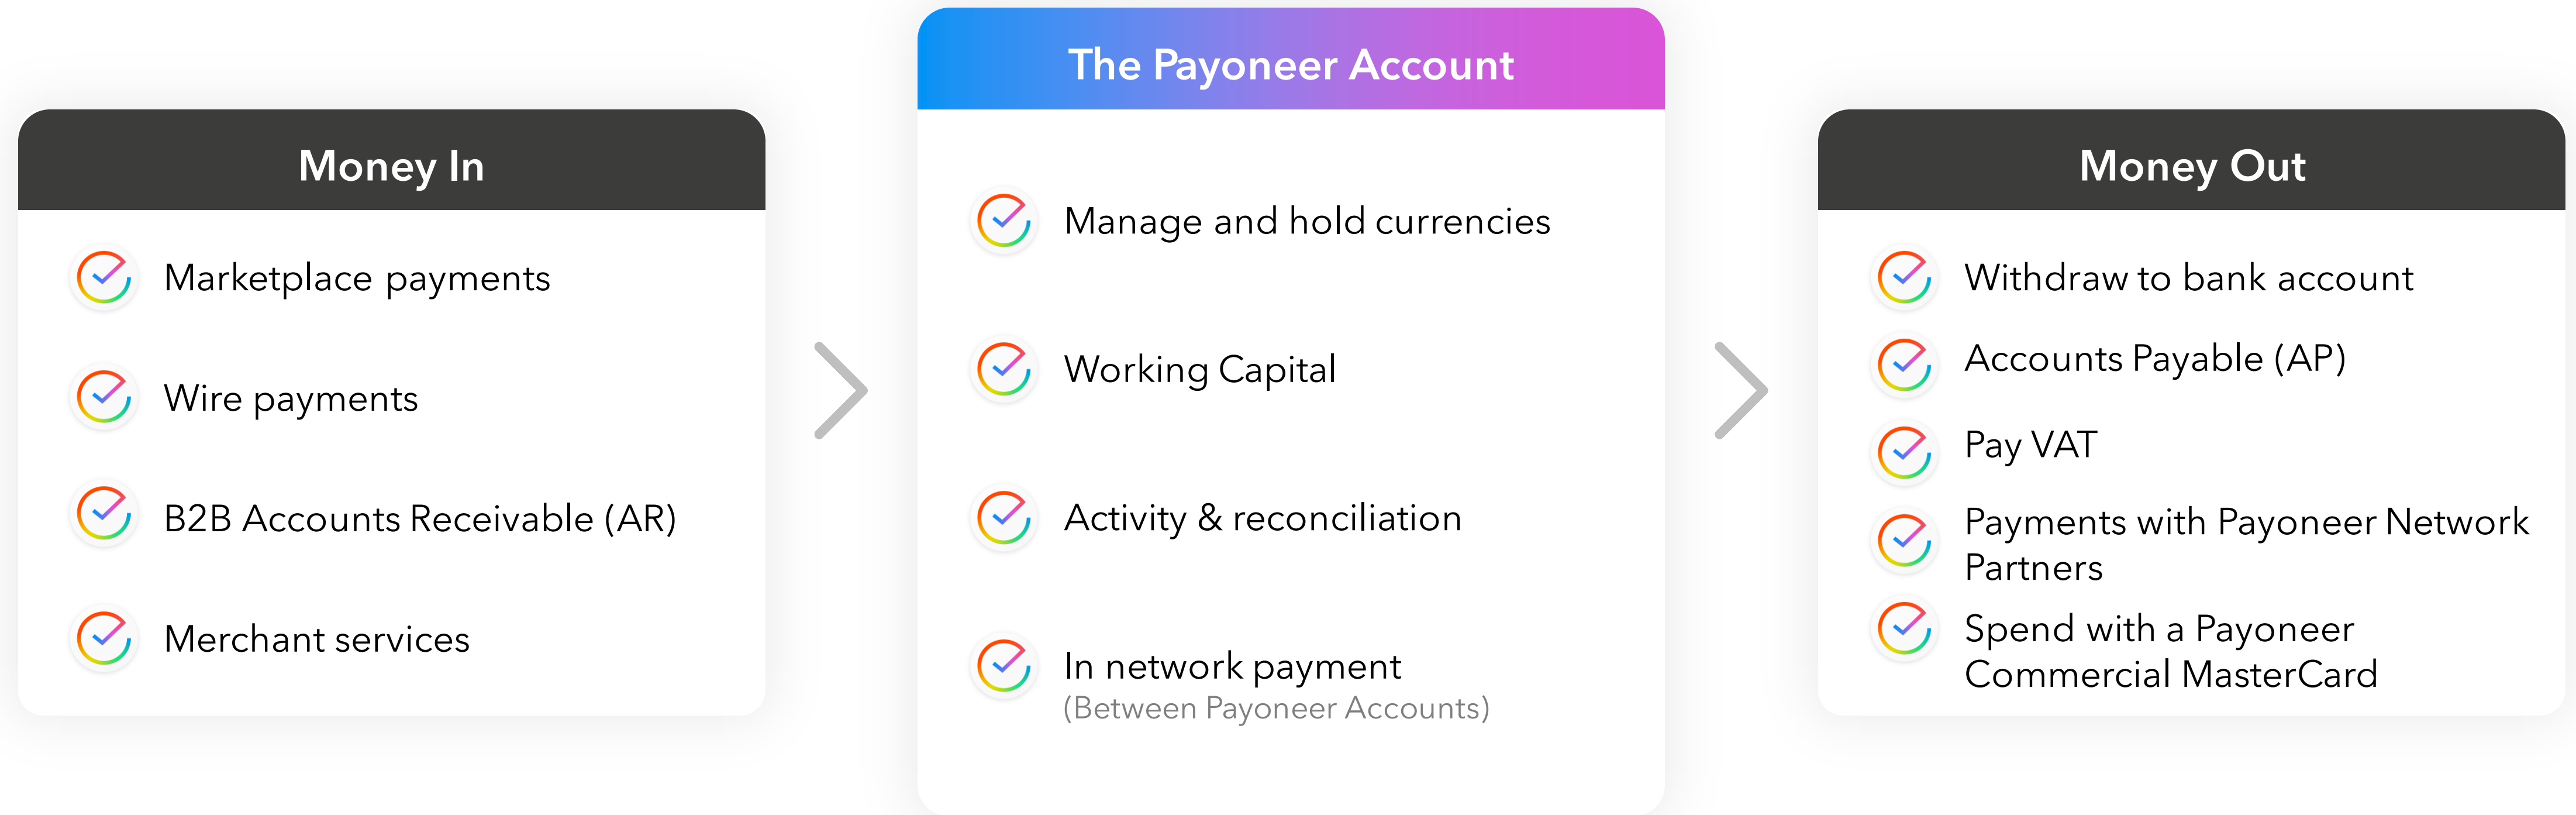 Money In
Marketplace payments
Wire payments
B2B Accounts Receivable (AR)
Merchant services
The Payoneer Account
Manage and hold currencies
Working Capital
Activity & reconciliation
In network payment
(Between Payoneer Accounts)
Money Out
Withdraw to bank account
Accounts Payable (AP)
Pay VAT
Payments with Payoneer Network
Partners
Spend with a Payoneer
Commercial MasterCard